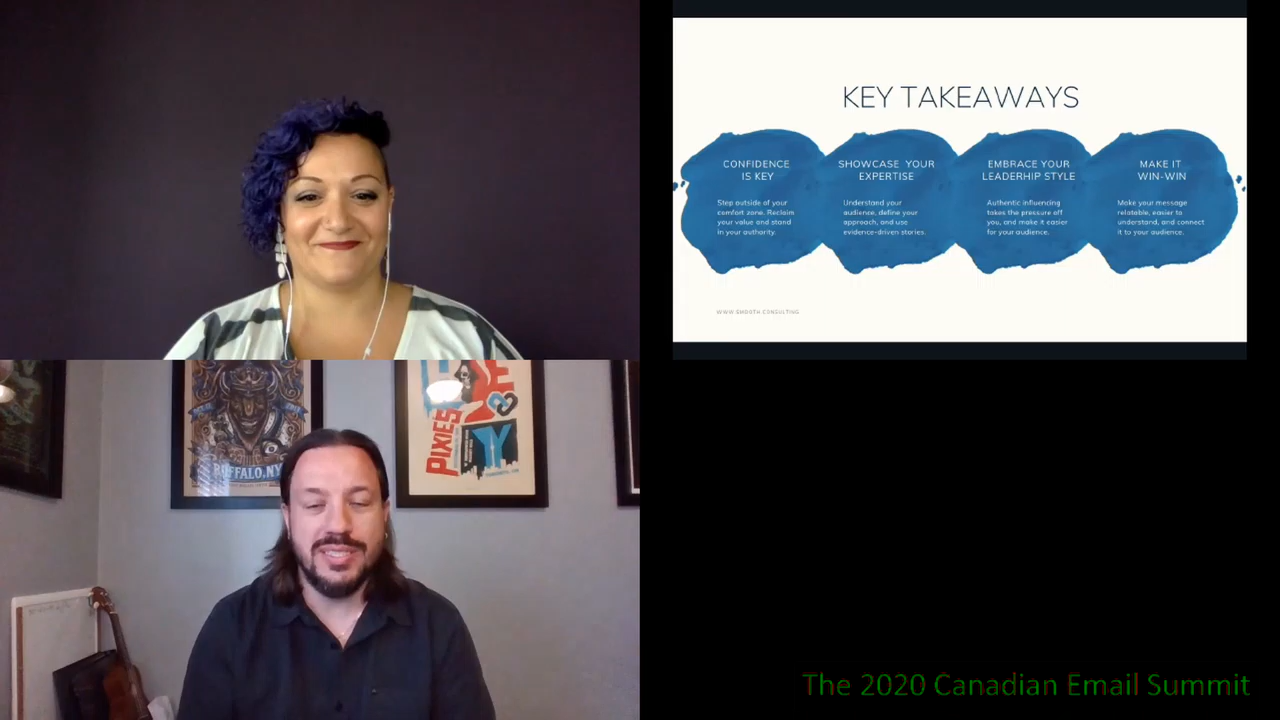 KEY TAKEAWAYS
CONFIDENCE
IS KEY
Step outside of your
comfort zone. Reclaim
your value and stand
in your authority.
SHOWCASE YOUR
EXPERTISE
Understand your
audience, define your
approach, and use
evidence-driven stories.
EMBRACE YOUR
LEADERHIP STYLE
Authentic influencing
takes the pressure off
you, and make it easier
for your audience.
MAKE IT
WIN-WIN
Make your message
relatable, easier to
understand, and connect
it to your audience.
WWW.SMOOTH.CONSULTING
BUFFALO, NY
PIXIES
The 2020 Canadian Email Summit